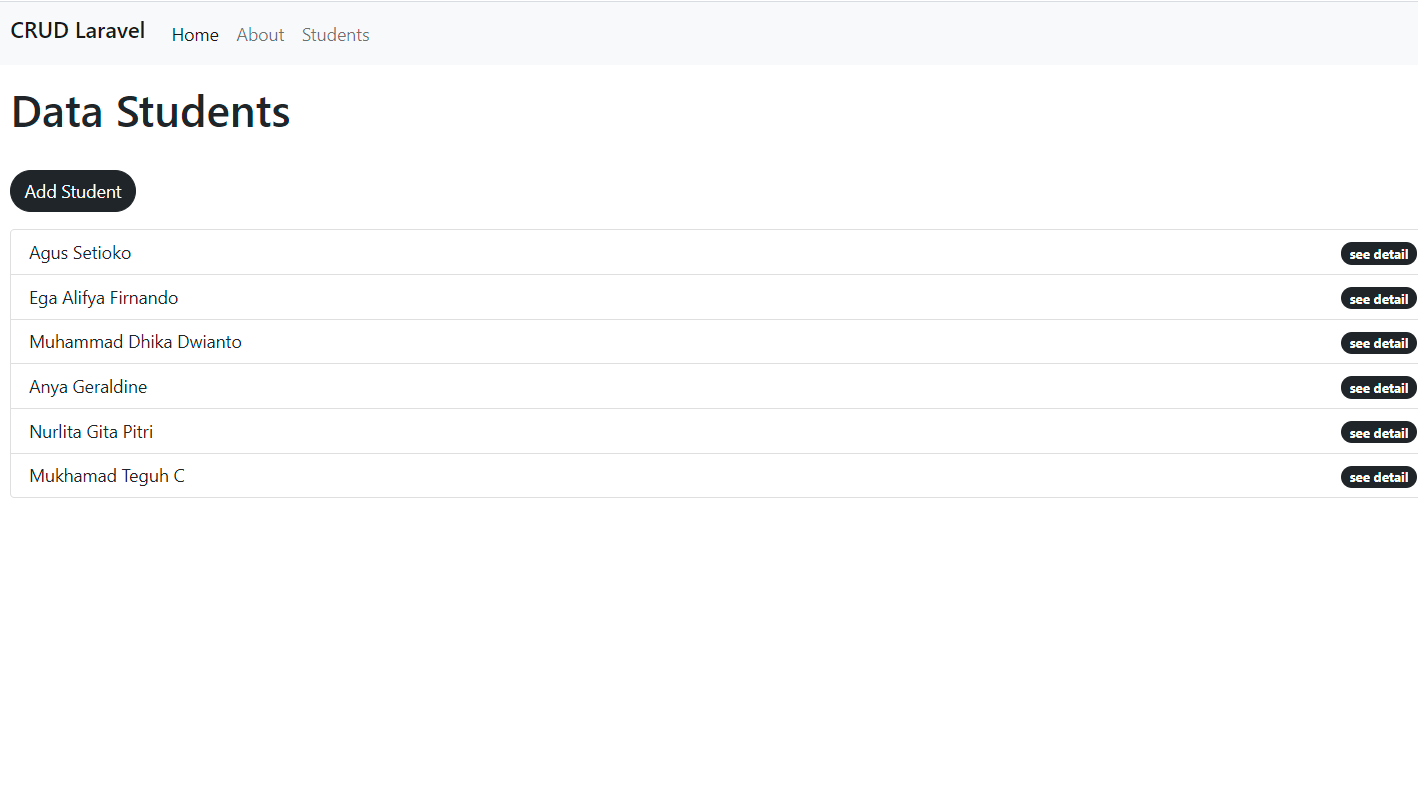 CRUD Laravel Home About Students
Data Students
Add Student
Agus Setioko see detail
Ega Alifya Firnando see detail
Muhammad Dhika Dwianto see detail
Anya Geraldine see detail
Nurlita Gita Pitri see detail
Mukhamad Teguh C see detail